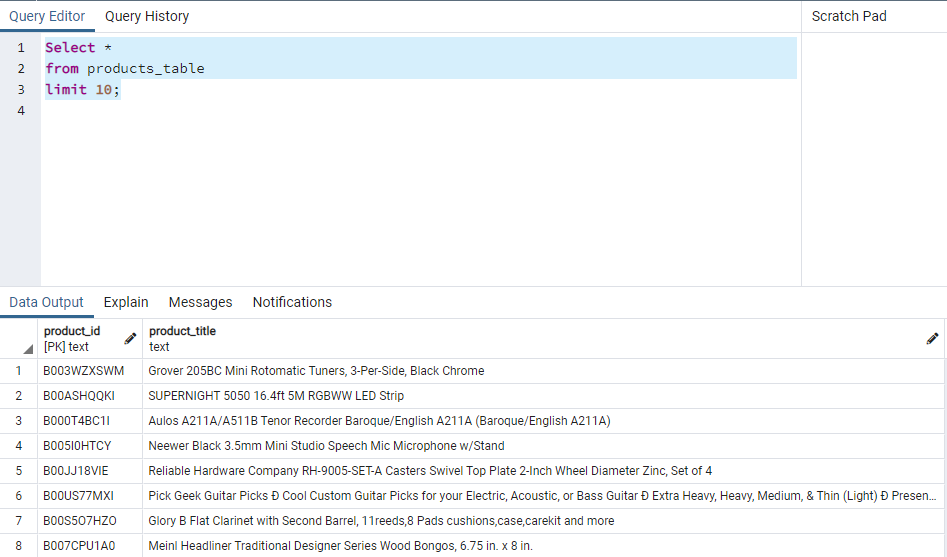 Query Editor Query History Scratch Pad
1 Select *
2 from products_table
3 limit 10;
4
Data Output Explain Messages Notifications
product_id product_title
[PK] text text
1 B003WZXSWM Grover 205BC Mini Rotomatic Tuners, 3-Per-Side, Black Chrome
2 B00ASHQQKI SUPERNIGHT 5050 16.4ft 5M RGBWW LED Strip
3 B000T4BC1I Aulos A211A/A511B Tenor Recorder Baroque/English A211A (Baroque/English A211A)
4 B005I0HTCY Neewer Black 3.5mm Mini Studio Speech Mic Microphone w/Stand
5 B00JJ18VIE Reliable Hardware Company RH-9005-SET-A Casters Swivel Top Plate 2-Inch Wheel Diameter Zinc, Set of 4
6 B00US77MXI Pick Geek Guitar Picks Ð Cool Custom Guitar Picks for your Electric, Acoustic, or Bass Guitar Ð Extra Heavy, Heavy, Medium, & Thin (Light) Ð Presen...
7 B00S5O7HZO Glory B Flat Clarinet with Second Barrel, 11reeds,8 Pads cushions,case,carekit and more
8 B007CPU1A0 Meinl Headliner Traditional Designer Series Wood Bongos, 6.75 in. x 8 in.